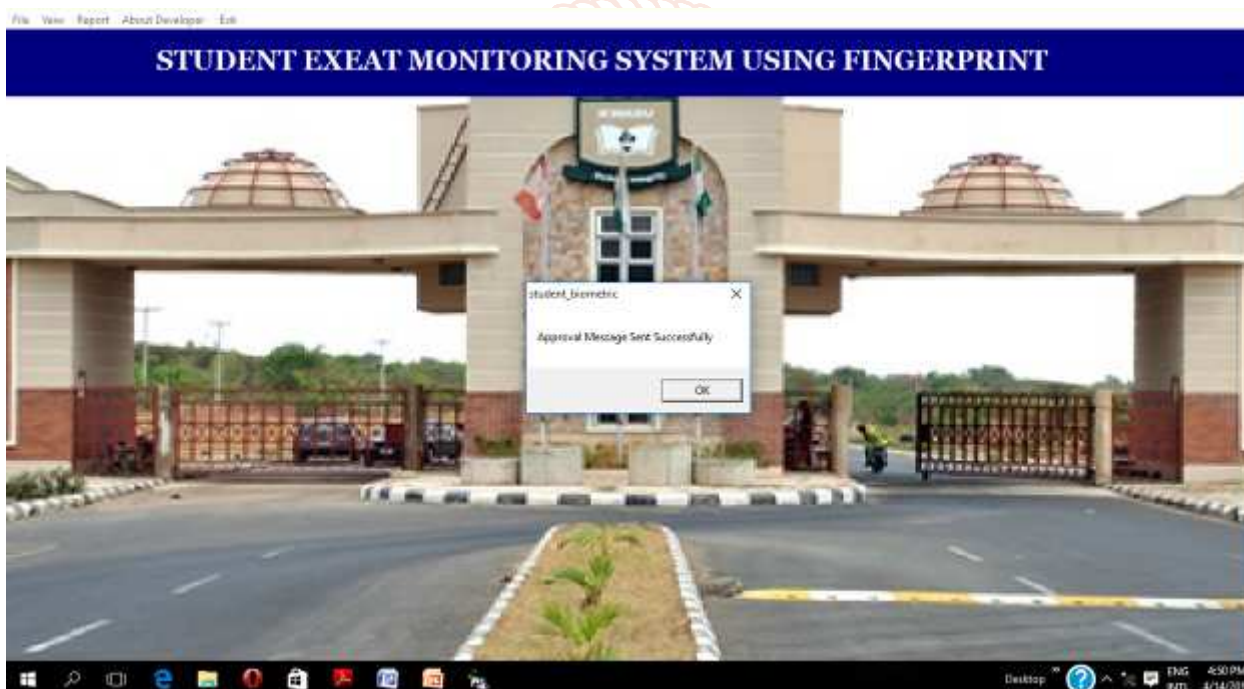 File View Report About Developer Exit
STUDENT EXEAT MONITORING SYSTEM USING FINGERPRINT
student_biometric
Approval Message Sent Successfully
OK
Desktop
ENG 4:50 PM
INTL